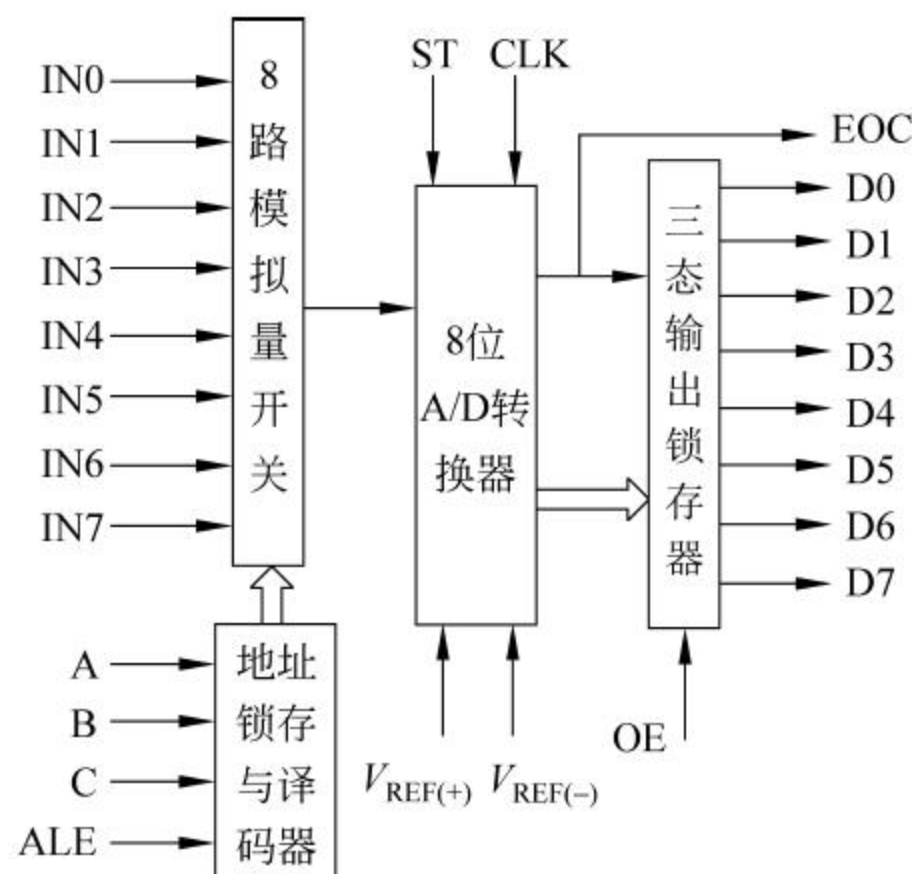 IN0
IN1
IN2
IN3
IN4
IN5
IN6
IN7
8
路
模
拟
量
开
关
A
B
C
ALE
地址
锁存
与译
码器
ST
CLK
8位
A/D转
换器
V_REF(+)
V_REF(−)
EOC
三
态
输
出
锁
存
器
D0
D1
D2
D3
D4
D5
D6
D7
OE